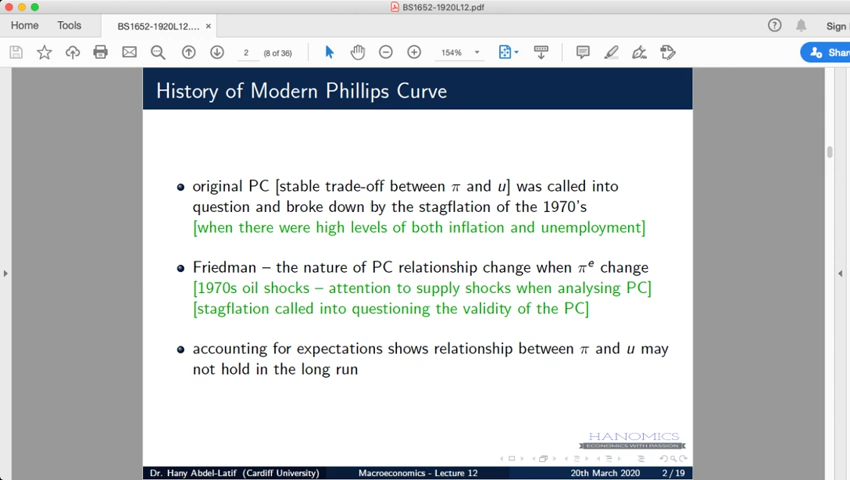 BS1652-1920L12.pdf
Home Tools BS1652-1920L12.... × Sign
2 (8 of 36) 154% Shar
History of Modern Phillips Curve
original PC [stable trade-off between π and u] was called into
question and broke down by the stagflation of the 1970's
[when there were high levels of both inflation and unemployment]
Friedman – the nature of PC relationship change when πᵉ change
[1970s oil shocks – attention to supply shocks when analysing PC]
[stagflation called into questioning the validity of the PC]
accounting for expectations shows relationship between π and u may
not hold in the long run
HANOMICS
ECONOMICS WITH PASSION
Dr. Hany Abdel-Latif (Cardiff University) Macroeconomics - Lecture 12 20th March 2020 2 / 19